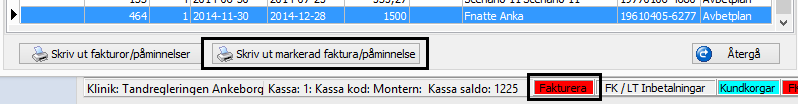 464 1 2014-11-30 2014-12-28 1500 Fnatte Anka 19610405-6277 Avbetplan
Skriv ut fakturor/påminnelser Skriv ut markerad faktura/påminnelse Återgå
Klinik: Tandregleringen Ankeborg Kassa: 1: Kassa kod: Montern: Kassa saldo: 1225 Fakturera FK / LT Inbetalningar Kundkorgar